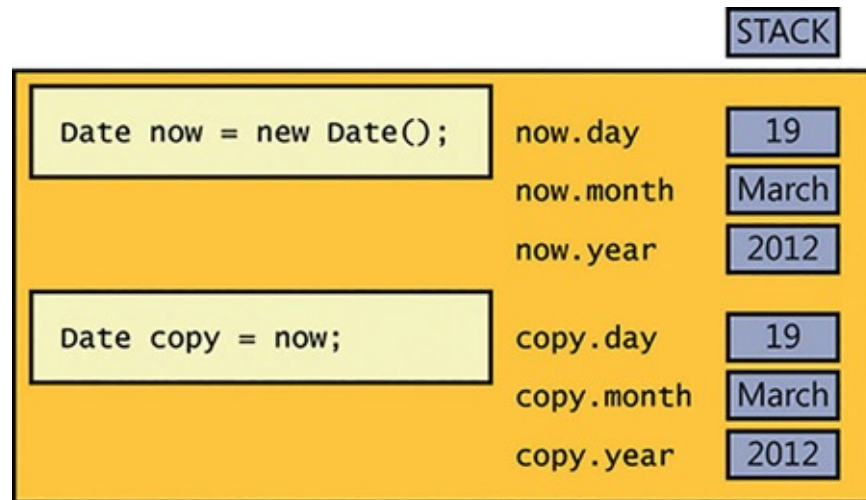 STACK
Date now = new Date(); now.day 19
now.month March
now.year 2012
Date copy = now; copy.day 19
copy.month March
copy.year 2012